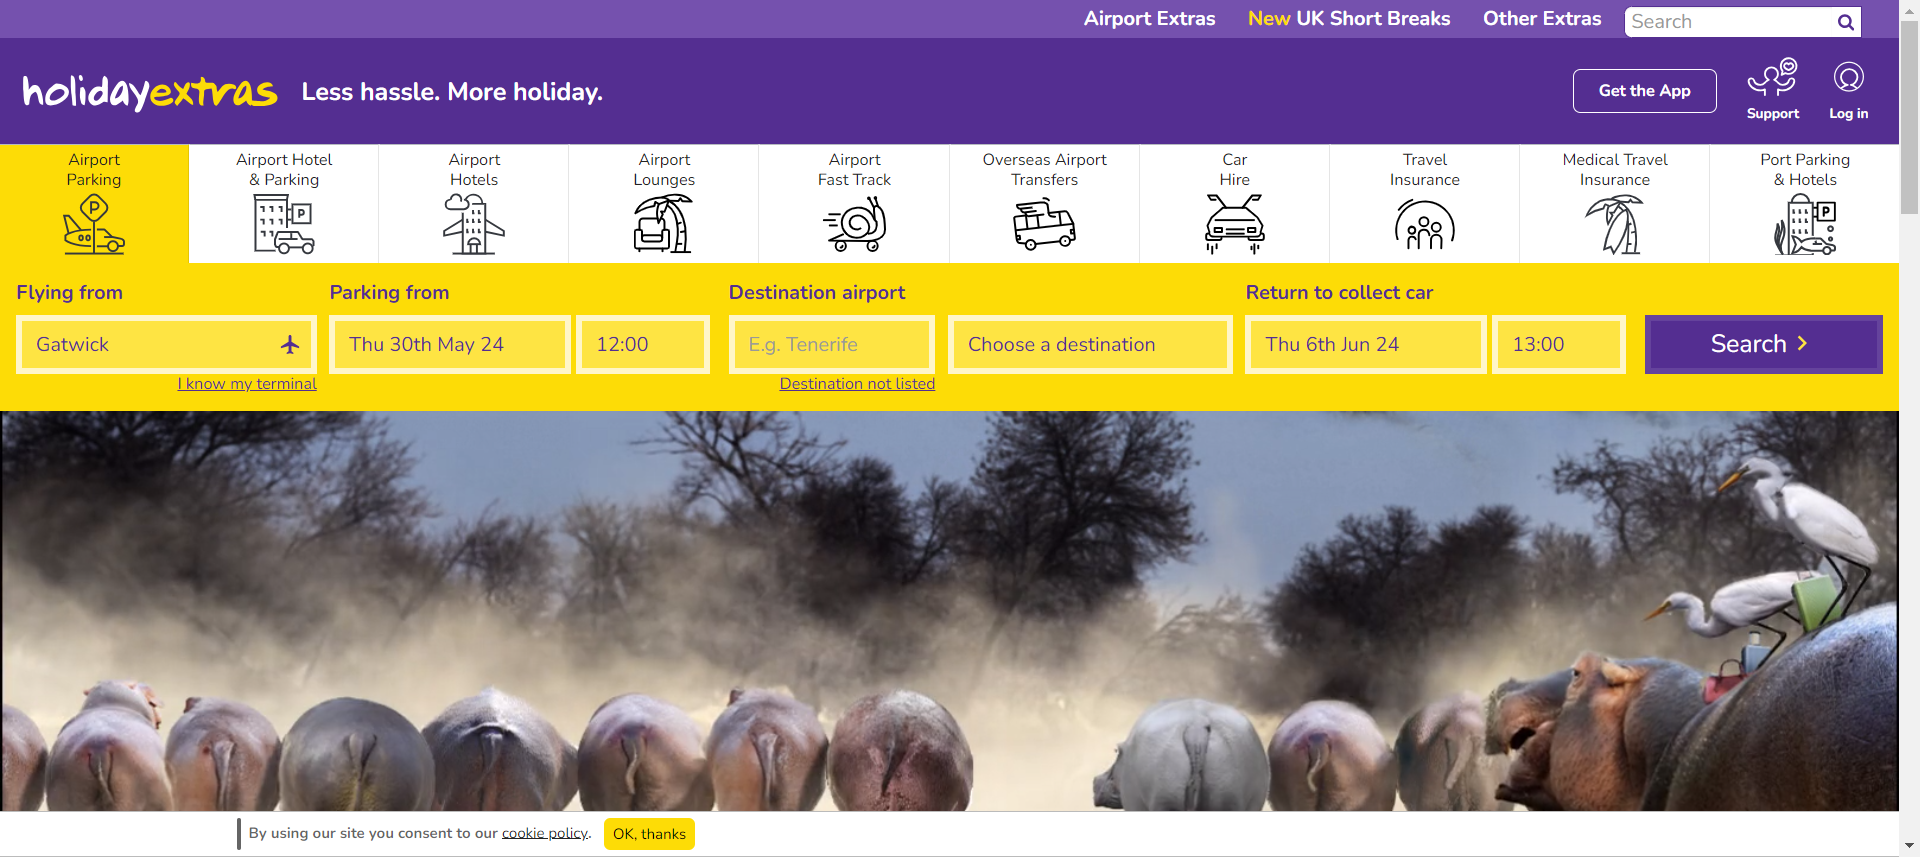 Airport Extras New UK Short Breaks Other Extras Search
holidayextras Less hassle. More holiday.
Get the App Support Log in
Airport
Parking
Airport Hotel
& Parking
Airport
Hotels
Airport
Lounges
Airport
Fast Track
Overseas Airport
Transfers
Car
Hire
Travel
Insurance
Medical Travel
Insurance
Port Parking
& Hotels
P
P
P
Flying from
Gatwick
I know my terminal
Parking from
Thu 30th May 24 12:00
Destination airport
E.g. Tenerife Choose a destination
Destination not listed
Return to collect car
Thu 6th Jun 24 13:00
Search
By using our site you consent to our cookie policy. OK, thanks